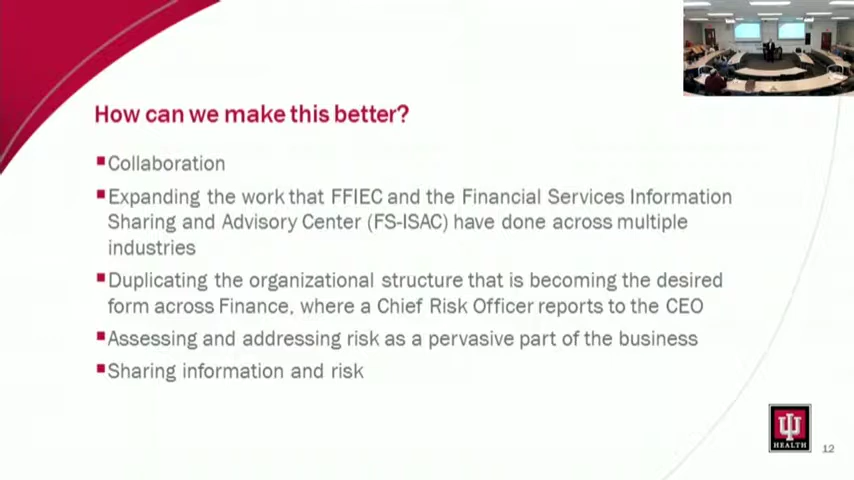 How can we make this better?
Collaboration
Expanding the work that FFIEC and the Financial Services Information
Sharing and Advisory Center (FS-ISAC) have done across multiple
industries
Duplicating the organizational structure that is becoming the desired
form across Finance, where a Chief Risk Officer reports to the CEO
Assessing and addressing risk as a pervasive part of the business
Sharing information and risk
IU
HEALTH
12